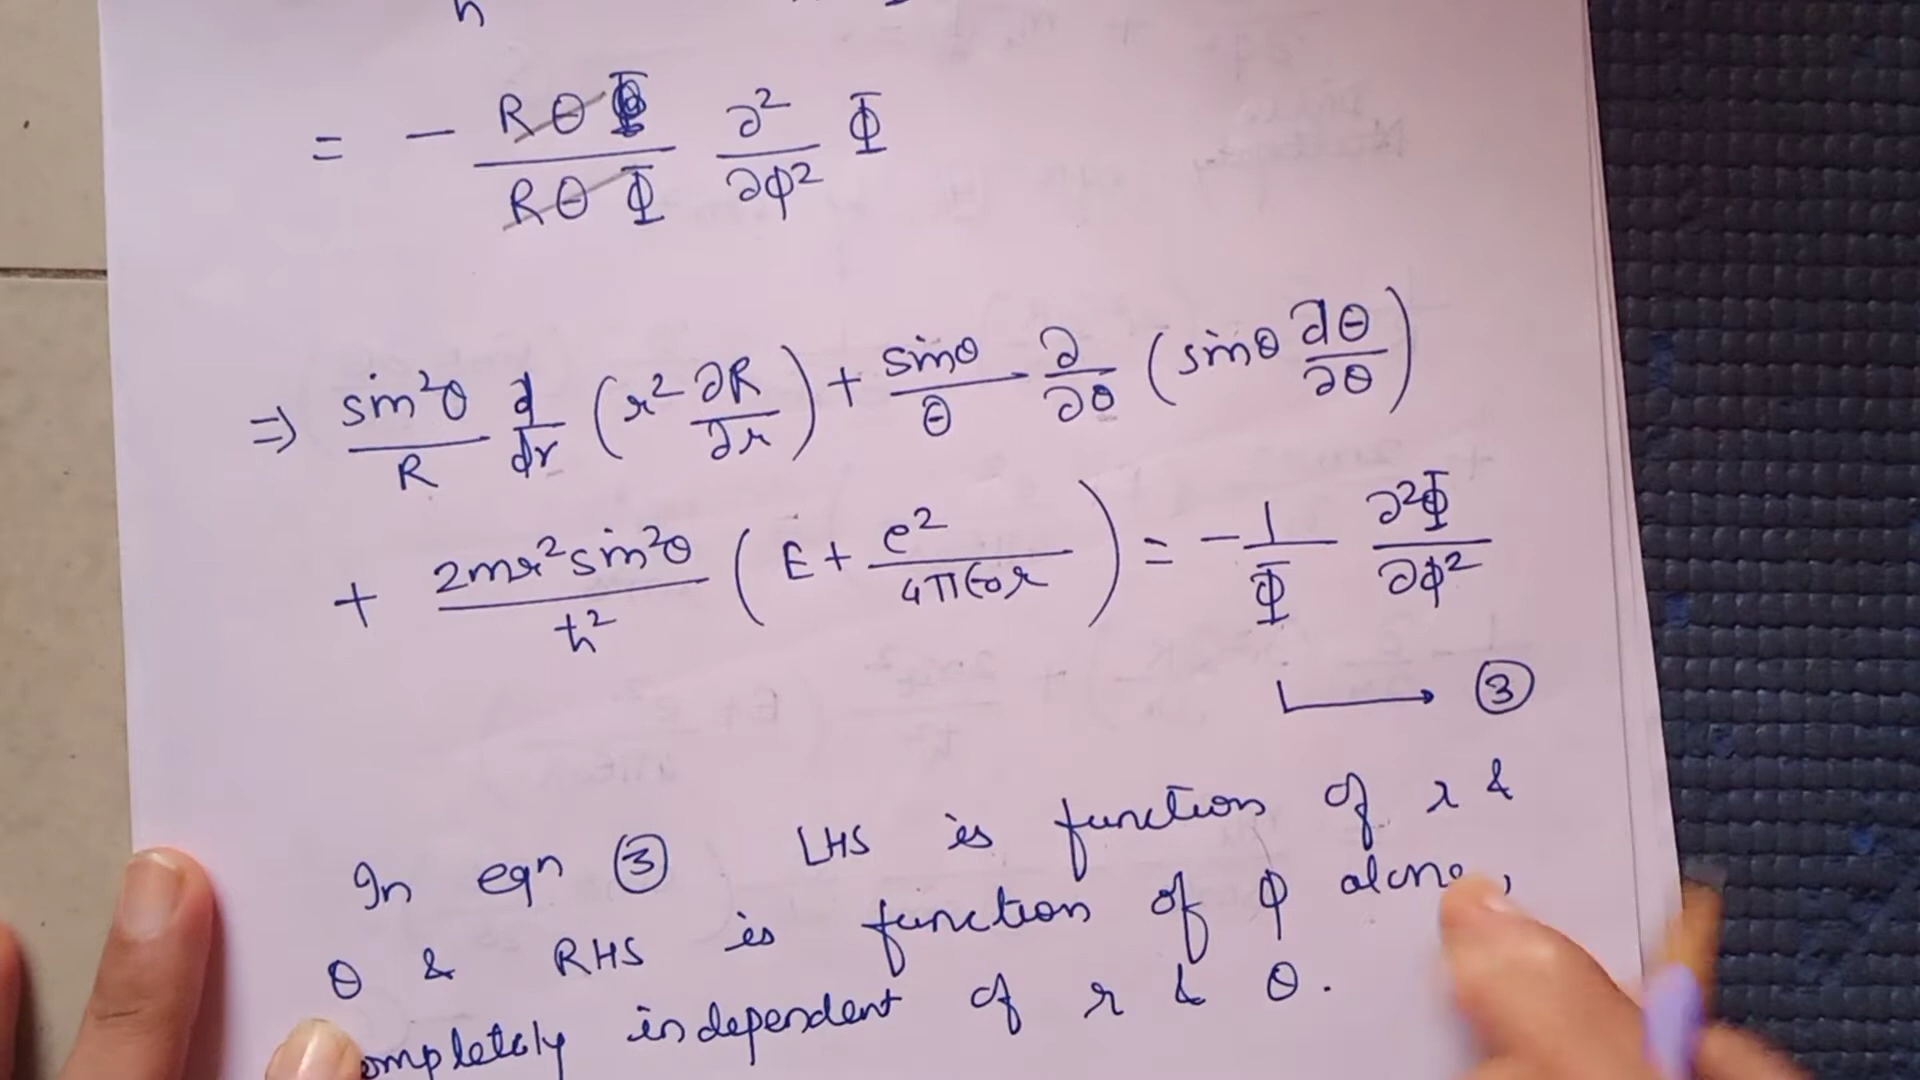 ħ
= - RΘΦ/RΘΦ ∂²/∂φ² Φ
⇒ sin²θ/R d/dr (r² ∂R/∂r) + sinθ/Θ ∂/∂θ (sinθ ∂Θ/∂θ)
+ 2mr²sin²θ/ħ² (E + e²/4πϵ₀r) = -1/Φ ∂²Φ/∂φ²
→ ③
In eqn ③ LHS is function of r &
θ & RHS is function of φ alone,
ompletely independent of r & θ.